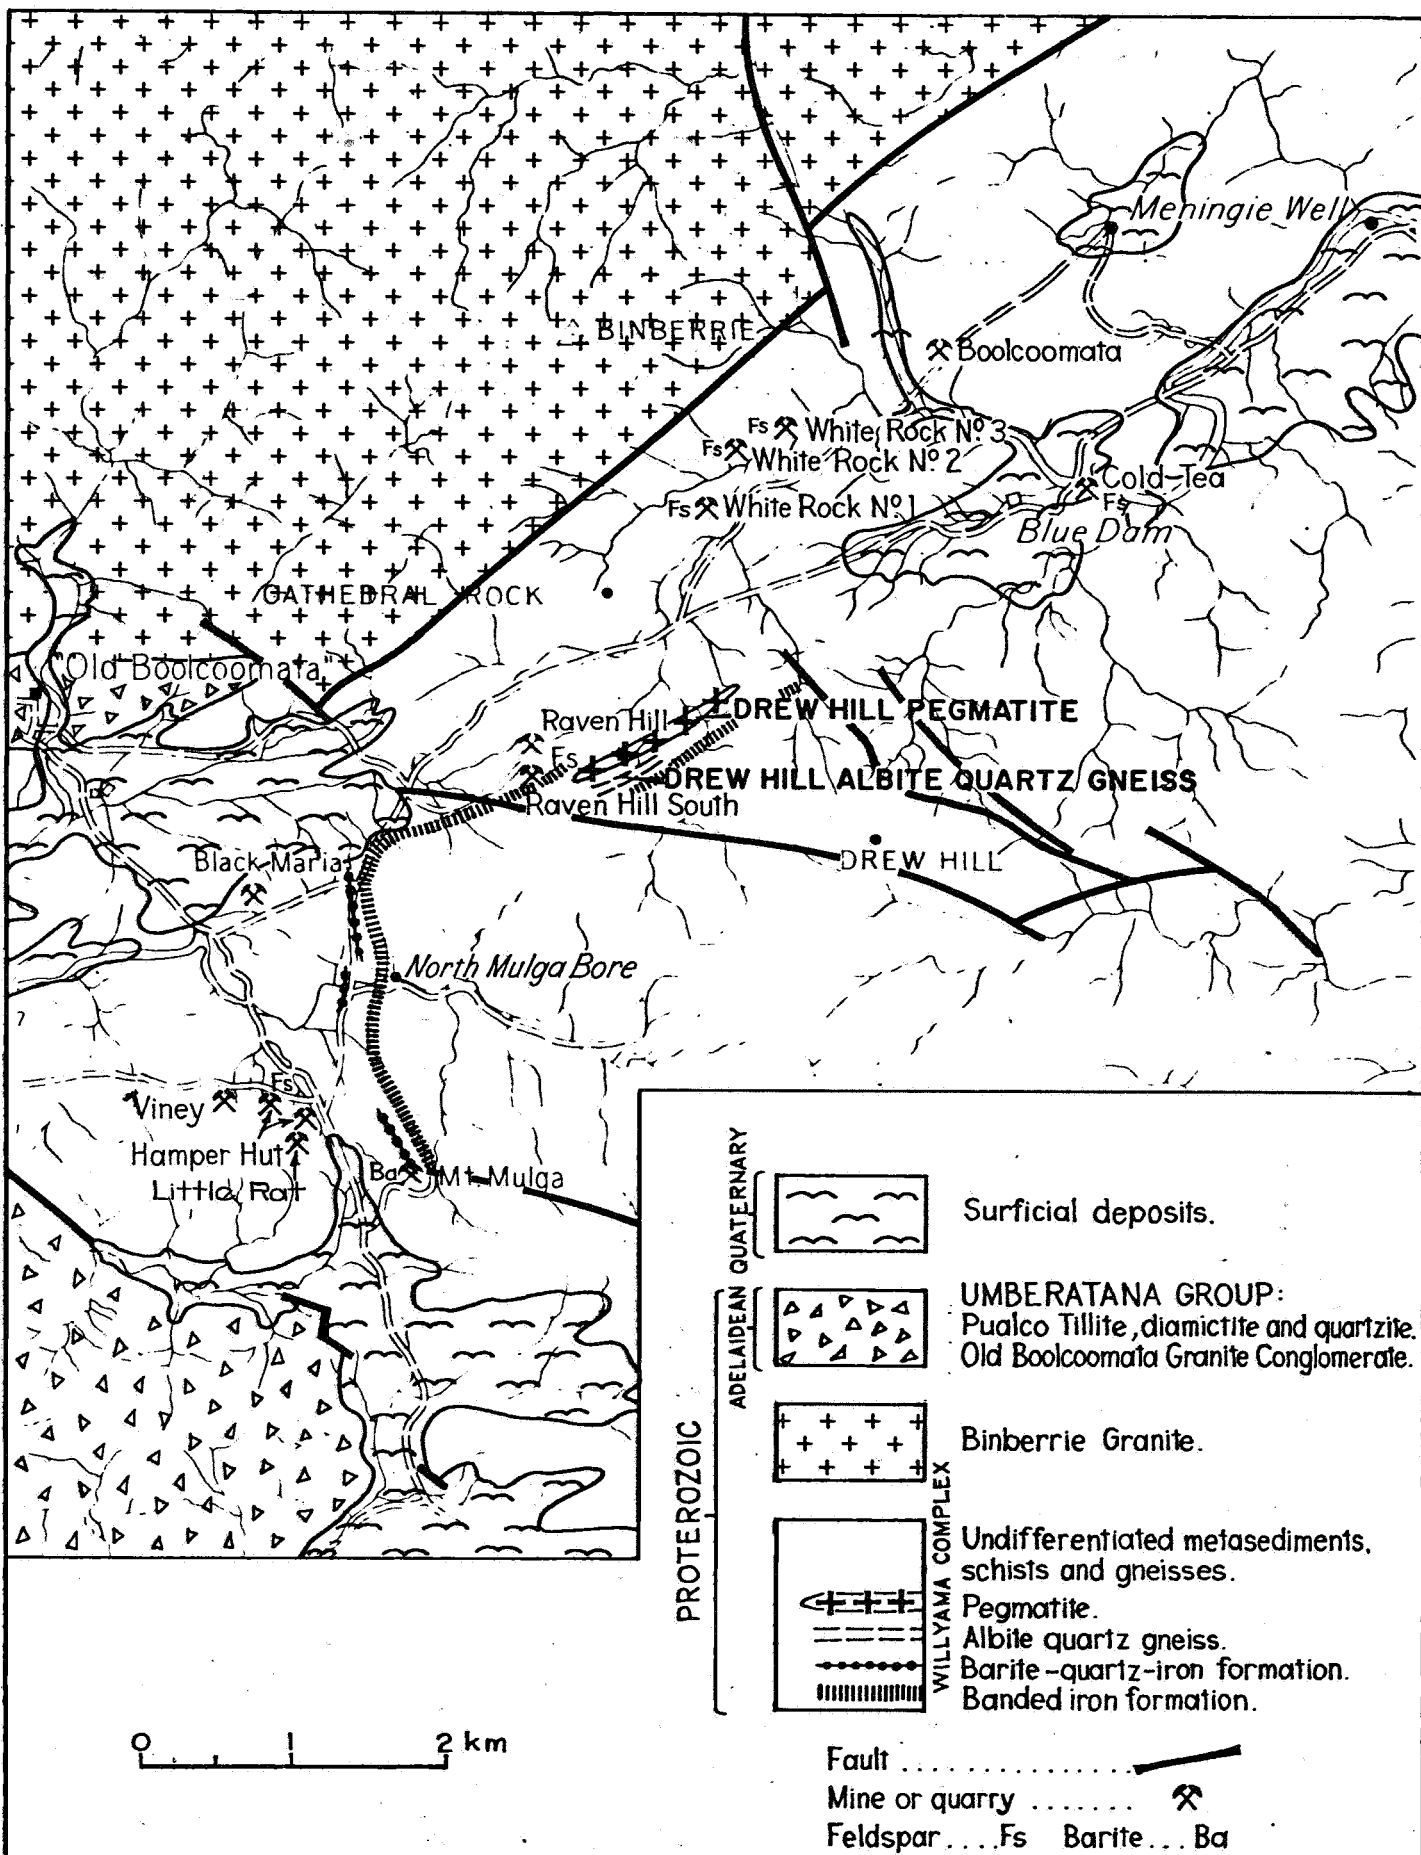 Meningie Well
BINBERRIE
Boolcoomata
Fs White Rock Nº 3
Fs White Rock Nº 2
Cold-Tea
Fs
Fs White Rock Nº 1
Blue Dam
CATHEDRAL ROCK
"Old Boolcoomata"
DREW HILL PEGMATITE
Raven Hill
Fs
DREW HILL ALBITE QUARTZ GNEISS
Raven Hill South
Black Maria
DREW HILL
North Mulga Bore
Fs
Viney
Hamper Hut
Ba Mt. Mulga
Little Rat
QUATERNARY
Surficial deposits.
ADELAIDEAN
UMBERATANA GROUP:
Pualco Tillite, diamictite and quartzite.
Old Boolcoomata Granite Conglomerate.
PROTEROZOIC
Binberrie Granite.
WILLYAMA COMPLEX
Undifferentiated metasediments,
schists and gneisses.
Pegmatite.
Albite quartz gneiss.
Barite-quartz-iron formation.
Banded iron formation.
0 1 2 km
Fault ................
Mine or quarry .......
Feldspar....Fs Barite...Ba